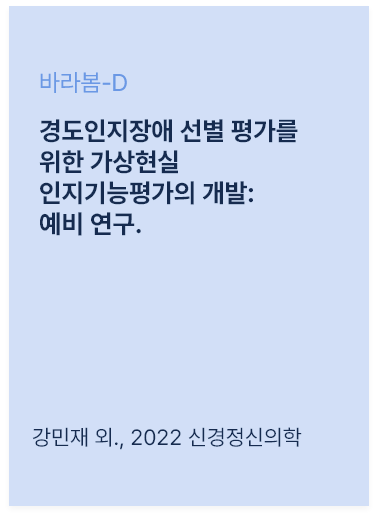 바라봄-D
경도인지장애 선별 평가를
위한 가상현실
인지기능평가의 개발:
예비 연구.
강민재 외., 2022 신경정신의학